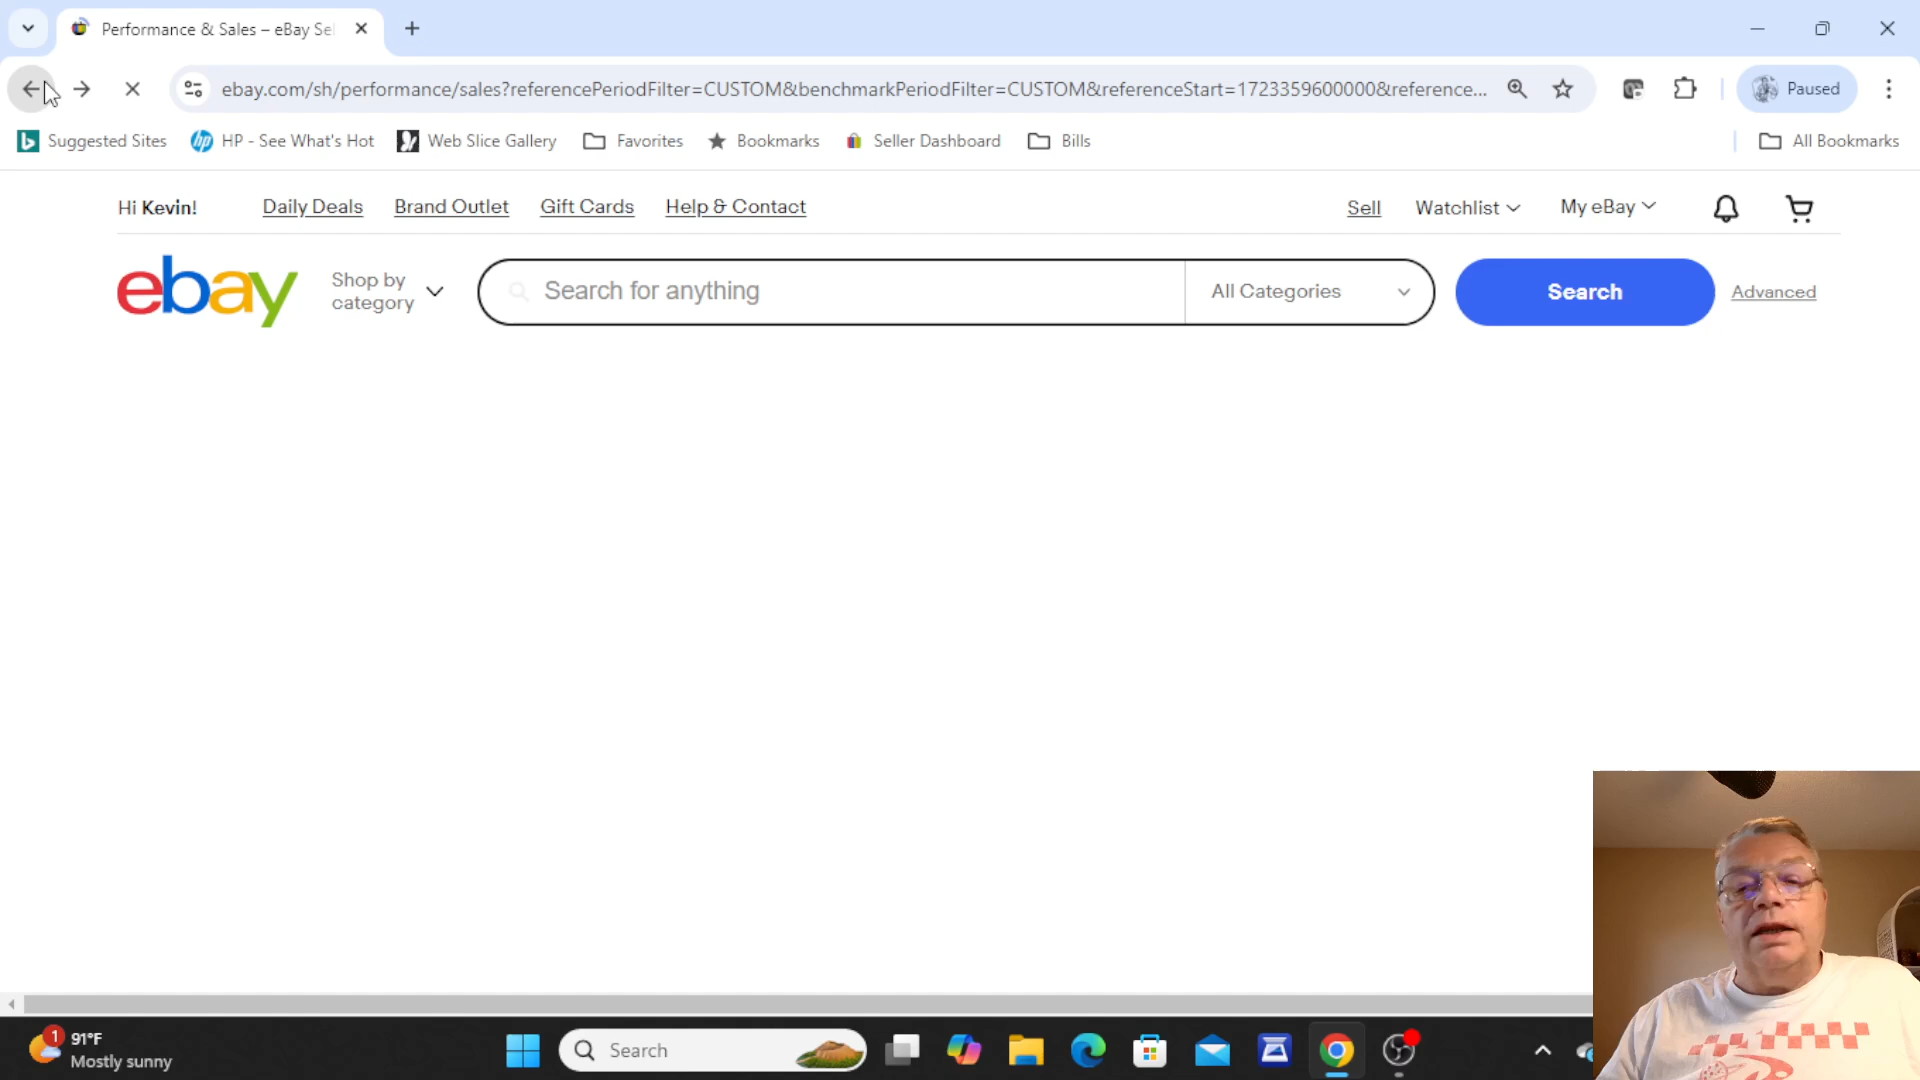 Performance & Sales – eBay Sel
ebay.com/sh/performance/sales?referencePeriodFilter=CUSTOM&benchmarkPeriodFilter=CUSTOM&referenceStart=1723359600000&reference...
Paused
Suggested Sites
HP - See What's Hot
Web Slice Gallery
Favorites
Bookmarks
Seller Dashboard
Bills
All Bookmarks
Hi Kevin!
Daily Deals
Brand Outlet
Gift Cards
Help & Contact
Sell
Watchlist
My eBay
ebay
Shop by
category
Search for anything
All Categories
Search
Advanced
1
91°F
Mostly sunny
Search